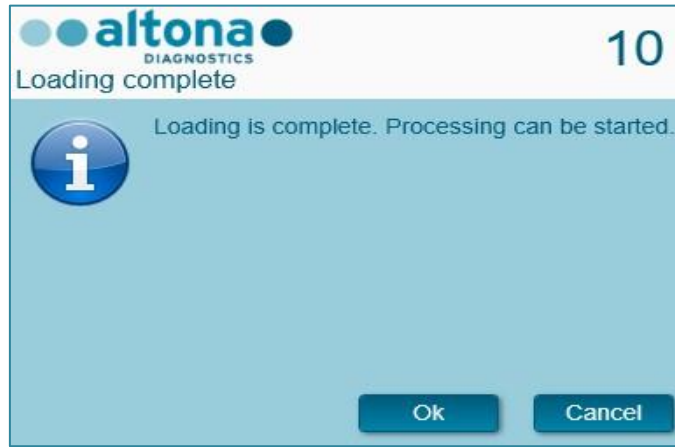 altona
DIAGNOSTICS
10
Loading complete
Loading is complete. Processing can be started.
i
Ok
Cancel